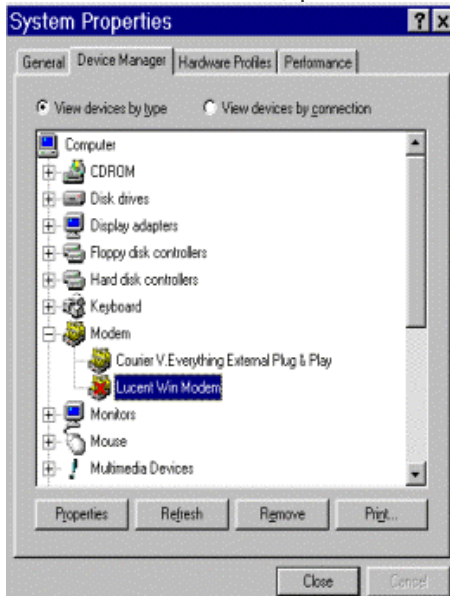 System Properties
General Device Manager Hardware Profiles Performance
View devices by type View devices by connection
Computer
CDROM
Disk drives
Display adapters
Floppy disk controllers
Hard disk controllers
Keyboard
Modem
Courier V.Everything External Plug & Play
Lucent Win Modem
Monitors
Mouse
Multimedia Devices
Properties Refresh Remove Print...
Close Cancel